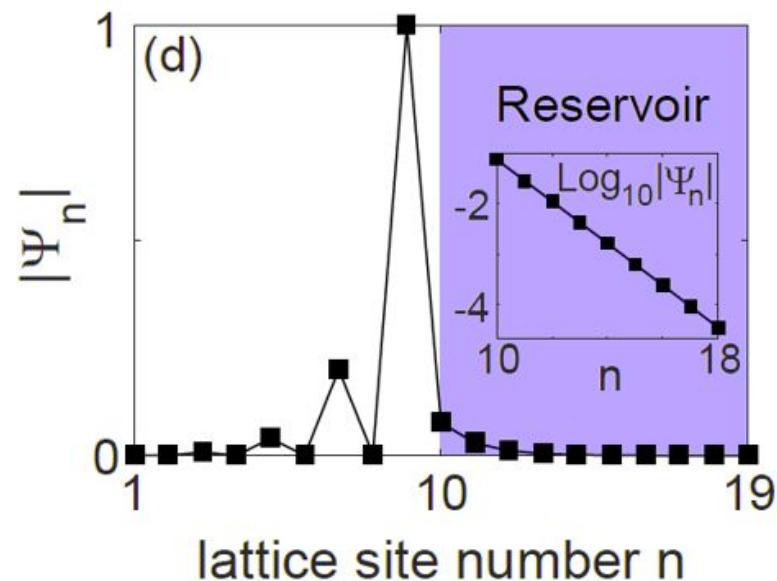 1
(d)
Reservoir
Log₁₀|Ψₙ|
-2
-4
10 18
n
|Ψₙ|
0
1 10 19
lattice site number n